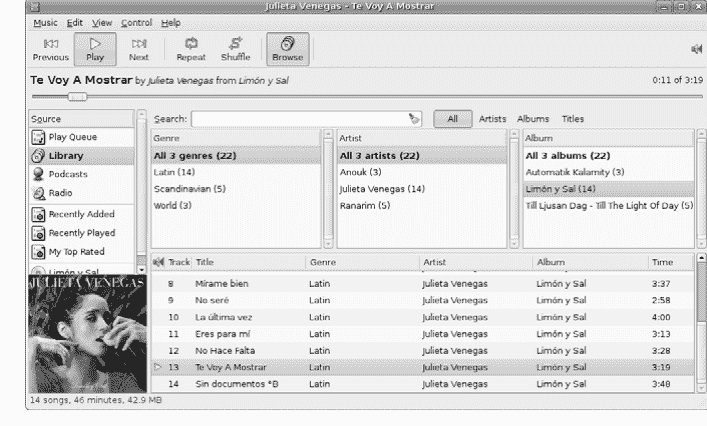 Julieta Venegas - Te Voy A Mostrar
Music Edit View Control Help
Previous Play Next Repeat Shuffle Browse
Te Voy A Mostrar by Julieta Venegas from Limón y Sal 0:11 of 3:19
Source Search: All Artists Albums Titles
Play Queue
Library
Podcasts
Radio
Recently Added
Recently Played
My Top Rated
Limón y Sal
Genre
All 3 genres (22)
Latin (14)
Scandinavian (5)
World (3)
Artist
All 3 artists (22)
Anouk (3)
Julieta Venegas (14)
Ranarim (5)
Album
All 3 albums (22)
Automatik Kalamity (3)
Limón y Sal (14)
Till Ljusan Dag - Till The Light Of Day (5)
Track Title Genre Artist Album Time
8 Mírame bien Latin Julieta Venegas Limón y Sal 3:37
9 No seré Latin Julieta Venegas Limón y Sal 2:58
10 La última vez Latin Julieta Venegas Limón y Sal 4:00
11 Eres para mí Latin Julieta Venegas Limón y Sal 3:13
12 No Hace Falta Latin Julieta Venegas Limón y Sal 3:28
13 Te Voy A Mostrar Latin Julieta Venegas Limón y Sal 3:19
14 Sin documentos *B Latin Julieta Venegas Limón y Sal 3:48
JULIETA VENEGAS
14 songs, 46 minutes, 42.9 MB